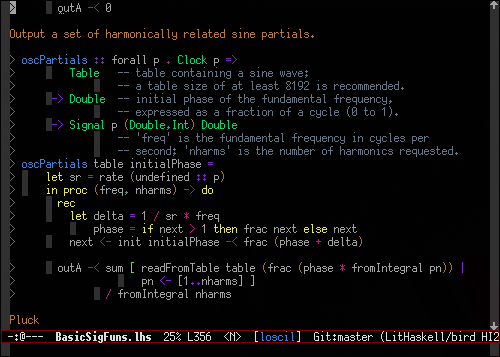 >       outA -< 0
Output a set of harmonically related sine partials.
> oscPartials :: forall p . Clock p =>
>         Table   -- table containing a sine wave;
>                 -- a table size of at least 8192 is recommended.
>      -> Double  -- initial phase of the fundamental frequency,
>                 -- expressed as a fraction of a cycle (0 to 1).
>      -> Signal p (Double,Int) Double
>                 -- 'freq' is the fundamental frequency in cycles per
>                 -- second; 'nharms' is the number of harmonics requested.
> oscPartials table initialPhase =
>     let sr = rate (undefined :: p)
>     in proc (freq, nharms) -> do
>       rec
>         let delta = 1 / sr * freq
>             phase = if next > 1 then frac next else next
>         next <- init initialPhase -< frac (phase + delta)
>
>       outA -< sum [ readFromTable table (frac (phase * fromIntegral pn)) |
>                     pn <- [1..nharms] ]
>               / fromIntegral nharms
Pluck
-:@---  BasicSigFuns.lhs  25% L356  <N>  [loscil]  Git:master  (LitHaskell/bird HI2